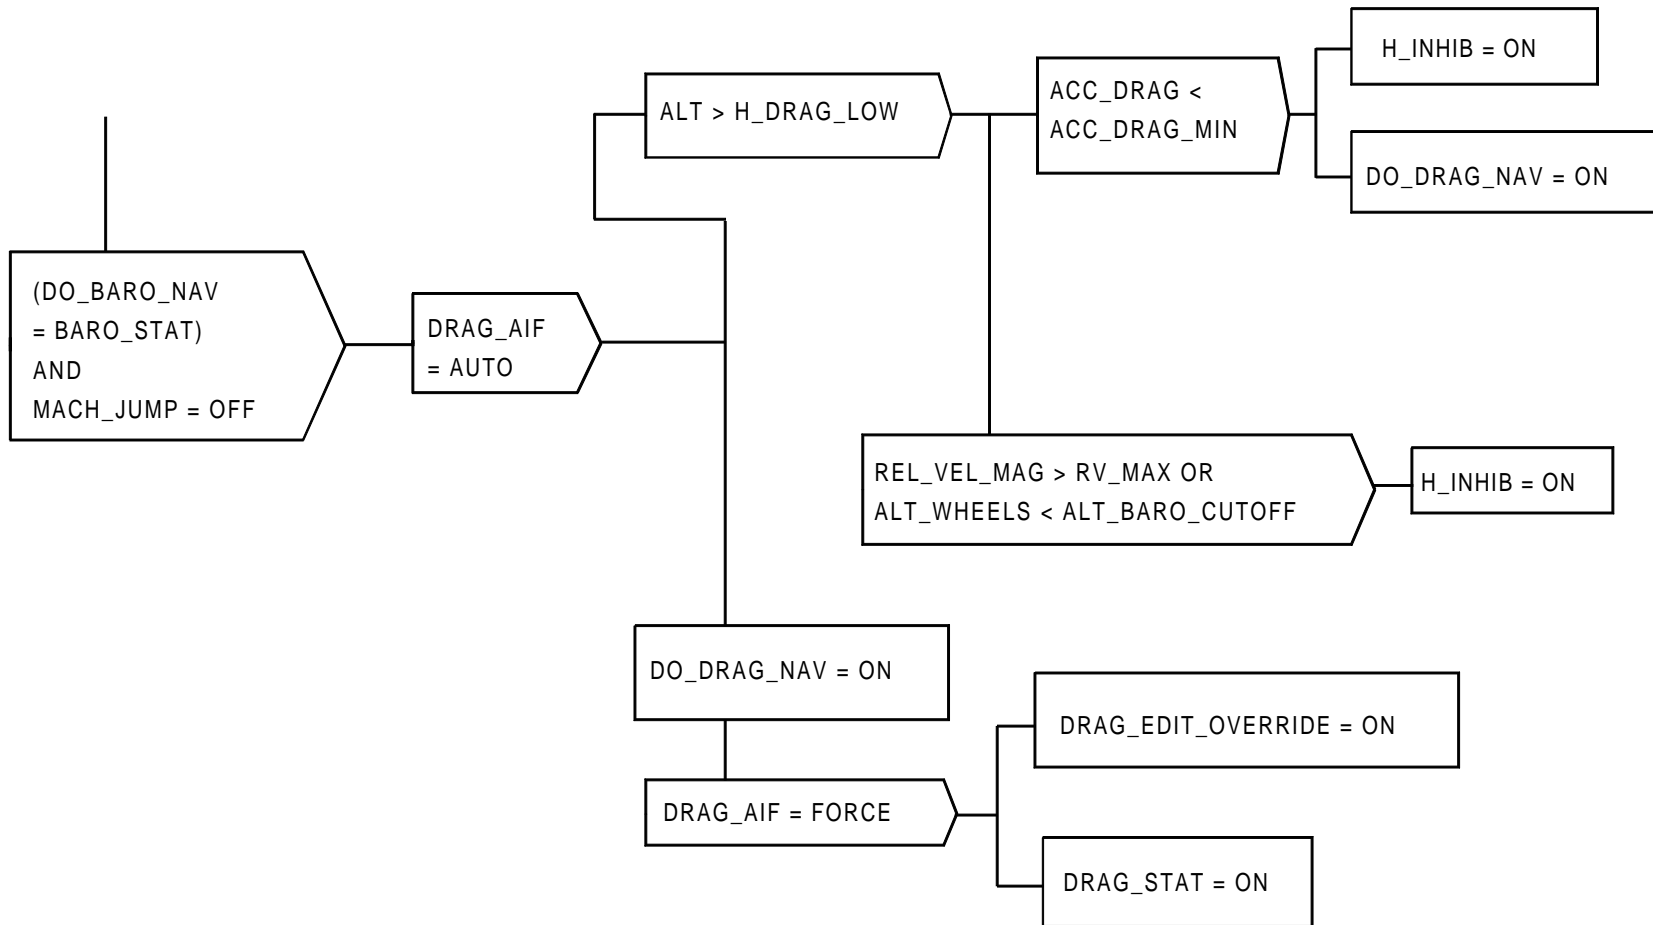 H_INHIB = ON
ALT > H_DRAG_LOW
ACC_DRAG <
ACC_DRAG_MIN
DO_DRAG_NAV = ON
(DO_BARO_NAV
= BARO_STAT)
AND
MACH_JUMP = OFF
DRAG_AIF
= AUTO
REL_VEL_MAG > RV_MAX OR
ALT_WHEELS < ALT_BARO_CUTOFF
H_INHIB = ON
DO_DRAG_NAV = ON
DRAG_EDIT_OVERRIDE = ON
DRAG_AIF = FORCE
DRAG_STAT = ON